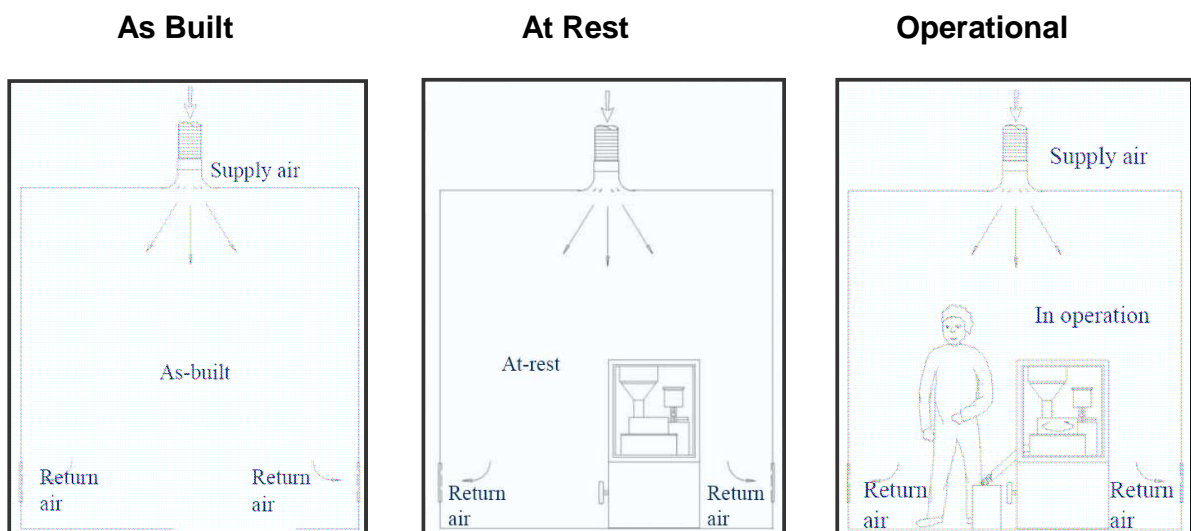 As Built
At Rest
Operational
Supply air
As-built
Return
air
Return
air
At-rest
Return
air
Return
air
Supply air
In operation
Return
air
Return
air